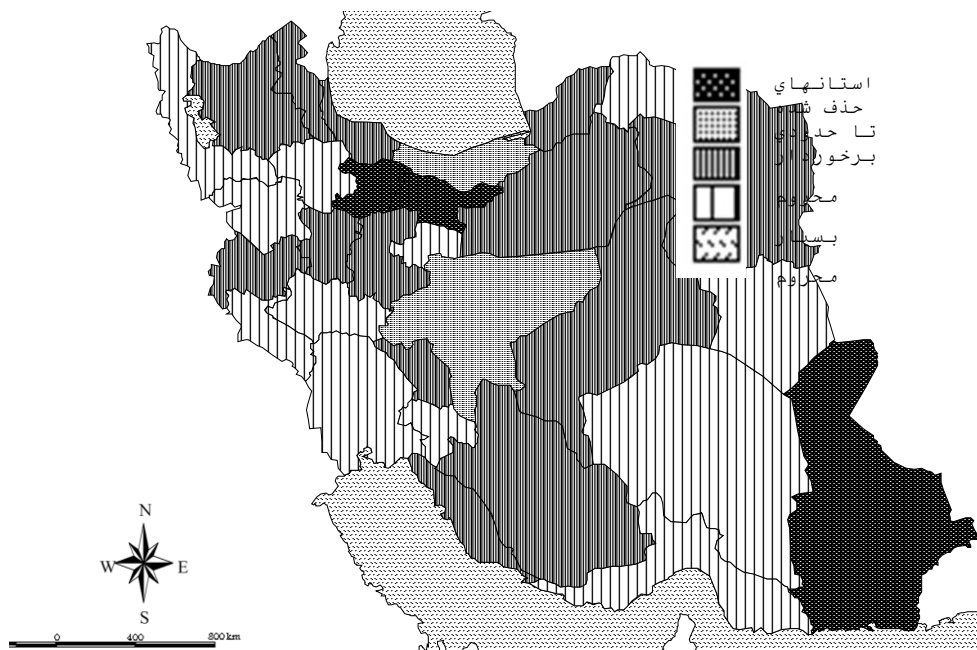 استانهاي
حذف شده
تا حدودي
برخوردار
محروم
بسيار
محروم
N
W E
S
0 400 800 km